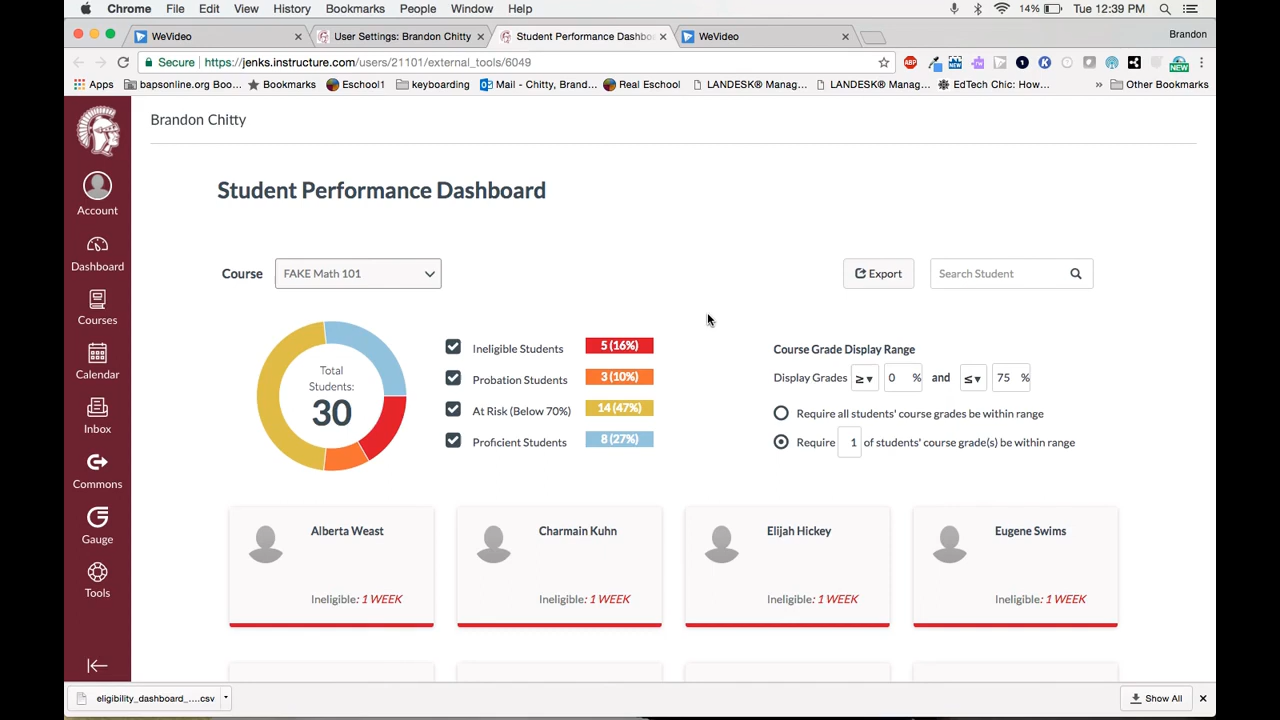 Chrome File Edit View History Bookmarks People Window Help 14% Tue 12:39 PM
WeVideo × User Settings: Brandon Chitty × Student Performance Dashbo × WeVideo × Brandon
Secure https://jenks.instructure.com/users/21101/external_tools/6049
Apps bapsonline.org Boo... Bookmarks Eschool1 keyboarding Mail - Chitty, Brand... Real Eschool LANDESK® Manag... LANDESK® Manag... EdTech Chic: How... » Other Bookmarks
Brandon Chitty
Account
Dashboard
Courses
Calendar
Inbox
Commons
Gauge
Tools
Student Performance Dashboard
Course FAKE Math 101 Export Search Student
Total
Students:
30
Ineligible Students 5 (16%)
Probation Students 3 (10%)
At Risk (Below 70%) 14 (47%)
Proficient Students 8 (27%)
Course Grade Display Range
Display Grades ≥ ▾ 0 % and ≤ ▾ 75 %
Require all students' course grades be within range
Require 1 of students' course grade(s) be within range
Alberta Weast
Ineligible: 1 WEEK
Charmain Kuhn
Ineligible: 1 WEEK
Elijah Hickey
Ineligible: 1 WEEK
Eugene Swims
Ineligible: 1 WEEK
eligibility_dashboard_....csv Show All ×